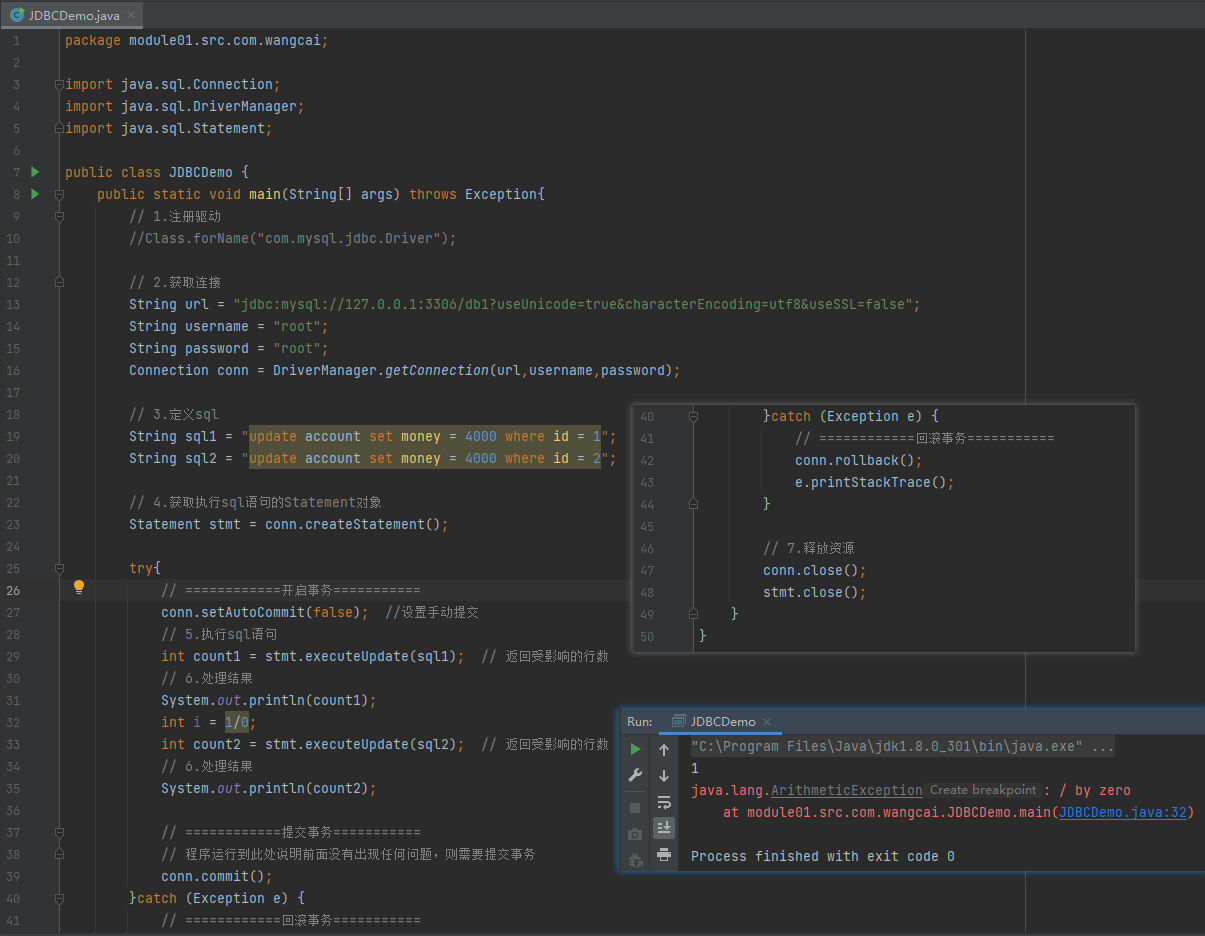 JDBCDemo.java
1 package module01.src.com.wangcai;
2
3 import java.sql.Connection;
4 import java.sql.DriverManager;
5 import java.sql.Statement;
6
7 public class JDBCDemo {
8 public static void main(String[] args) throws Exception{
9 // 1.注册驱动
10 //Class.forName("com.mysql.jdbc.Driver");
11
12 // 2.获取连接
13 String url = "jdbc:mysql://127.0.0.1:3306/db1?useUnicode=true&characterEncoding=utf8&useSSL=false";
14 String username = "root";
15 String password = "root";
16 Connection conn = DriverManager.getConnection(url,username,password);
17
18 // 3.定义sql
19 String sql1 = "update account set money = 4000 where id = 1";
20 String sql2 = "update account set money = 4000 where id = 2";
21
22 // 4.获取执行sql语句的Statement对象
23 Statement stmt = conn.createStatement();
24
25 try{
26 // ============开启事务===========
27 conn.setAutoCommit(false); //设置手动提交
28 // 5.执行sql语句
29 int count1 = stmt.executeUpdate(sql1); // 返回受影响的行数
30 // 6.处理结果
31 System.out.println(count1);
32 int i = 1/0;
33 int count2 = stmt.executeUpdate(sql2); // 返回受影响的行数
34 // 6.处理结果
35 System.out.println(count2);
36
37 // ============提交事务===========
38 // 程序运行到此处说明前面没有出现任何问题，则需要提交事务
39 conn.commit();
40 }catch (Exception e) {
41 // ============回滚事务===========
40 }catch (Exception e) {
41 // ============回滚事务===========
42 conn.rollback();
43 e.printStackTrace();
44 }
45
46 // 7.释放资源
47 conn.close();
48 stmt.close();
49 }
50 }
Run: JDBCDemo
"C:\Program Files\Java\jdk1.8.0_301\bin\java.exe" ...
1
java.lang.ArithmeticException Create breakpoint : / by zero
at module01.src.com.wangcai.JDBCDemo.main(JDBCDemo.java:32)
Process finished with exit code 0